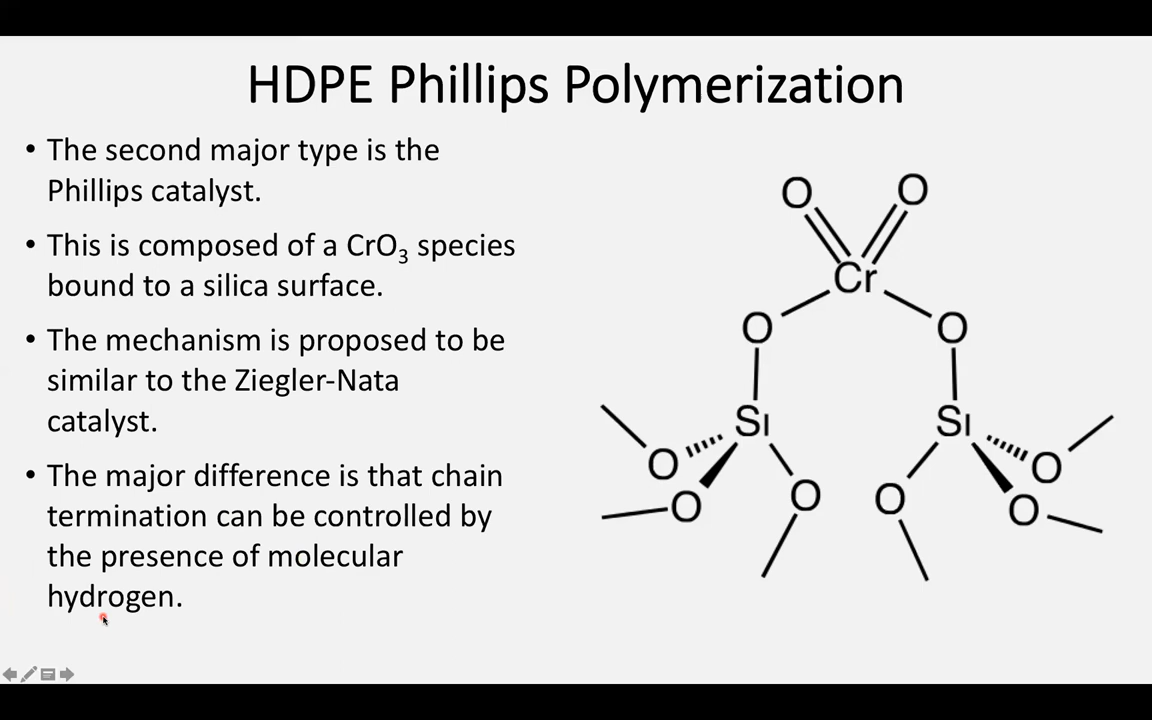 HDPE Phillips Polymerization
• The second major type is the
Phillips catalyst.
• This is composed of a CrO₃ species
bound to a silica surface.
• The mechanism is proposed to be
similar to the Ziegler-Nata
catalyst.
• The major difference is that chain
termination can be controlled by
the presence of molecular
hydrogen.
O O
Cr
O O
Si Si
O O O O O O